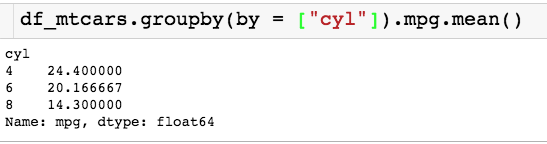 df_mtcars.groupby(by = ["cyl"]).mpg.mean()
cyl
4    24.400000
6    20.166667
8    14.300000
Name: mpg, dtype: float64